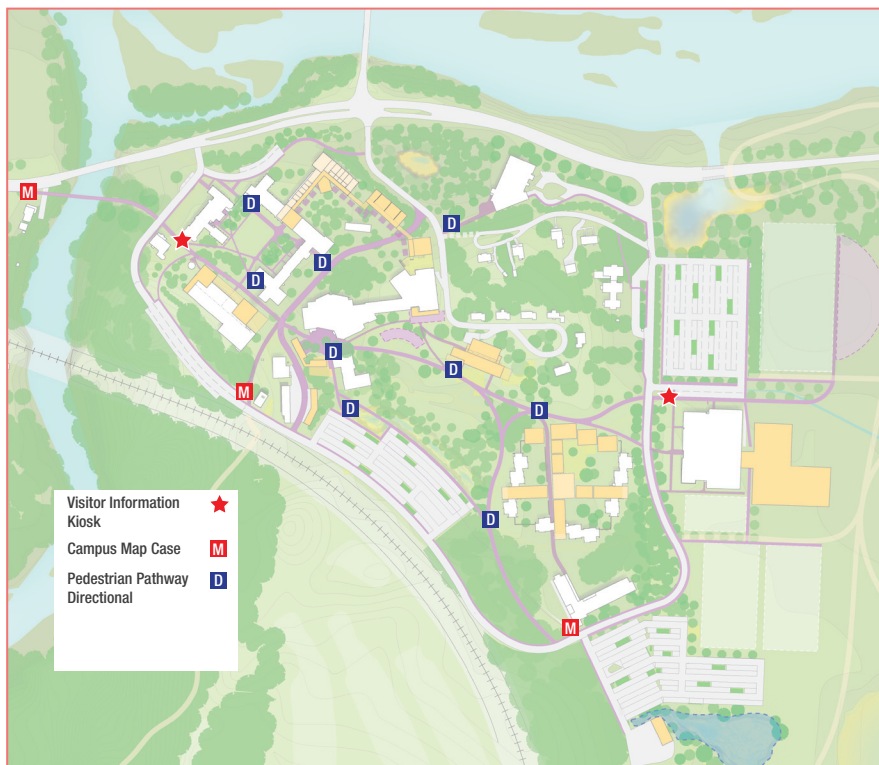 M
D
D
D
D
M
D
D
D
D
D
M
Visitor Information
Kiosk
Campus Map Case
M
Pedestrian Pathway
Directional
D